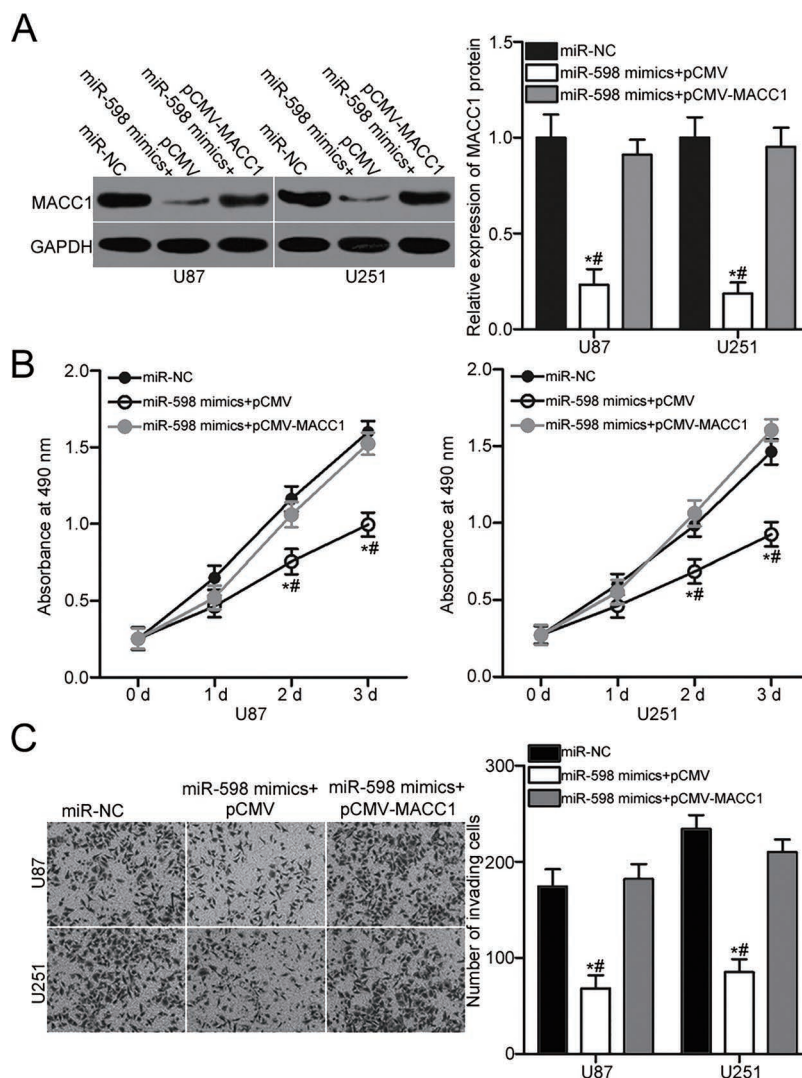 A
miR-NC
miR-598 mimics+
pCMV
miR-598 mimics+
pCMV-MACC1
miR-NC
miR-598 mimics+
pCMV
miR-598 mimics+
pCMV-MACC1
MACC1
GAPDH
U87
U251
Relative expression of MACC1 protein
1.5
1.0
0.5
0.0
miR-NC
miR-598 mimics+pCMV
miR-598 mimics+pCMV-MACC1
*#
*#
U87
U251
B
Absorbance at 490 nm
2.0
1.5
1.0
0.5
0.0
miR-NC
miR-598 mimics+pCMV
miR-598 mimics+pCMV-MACC1
*#
*#
0 d
1 d
2 d
3 d
U87
Absorbance at 490 nm
2.0
1.5
1.0
0.5
0.0
miR-NC
miR-598 mimics+pCMV
miR-598 mimics+pCMV-MACC1
*#
*#
0 d
1 d
2 d
3 d
U251
C
miR-NC
miR-598 mimics+
pCMV
miR-598 mimics+
pCMV-MACC1
U87
U251
Number of invading cells
300
200
100
0
miR-NC
miR-598 mimics+pCMV
miR-598 mimics+pCMV-MACC1
*#
*#
U87
U251